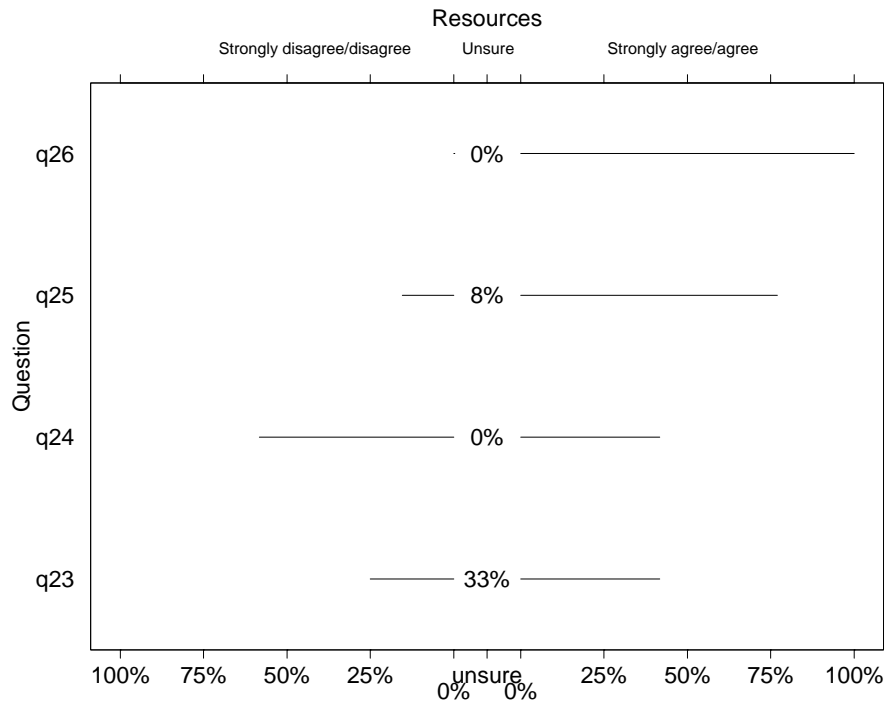 Resources
Strongly disagree/disagree Unsure Strongly agree/agree
q26 0%
q25 8%
Question
q24 0%
q23 33%
100% 75% 50% 25% unsure 25% 50% 75% 100%
0% 0%